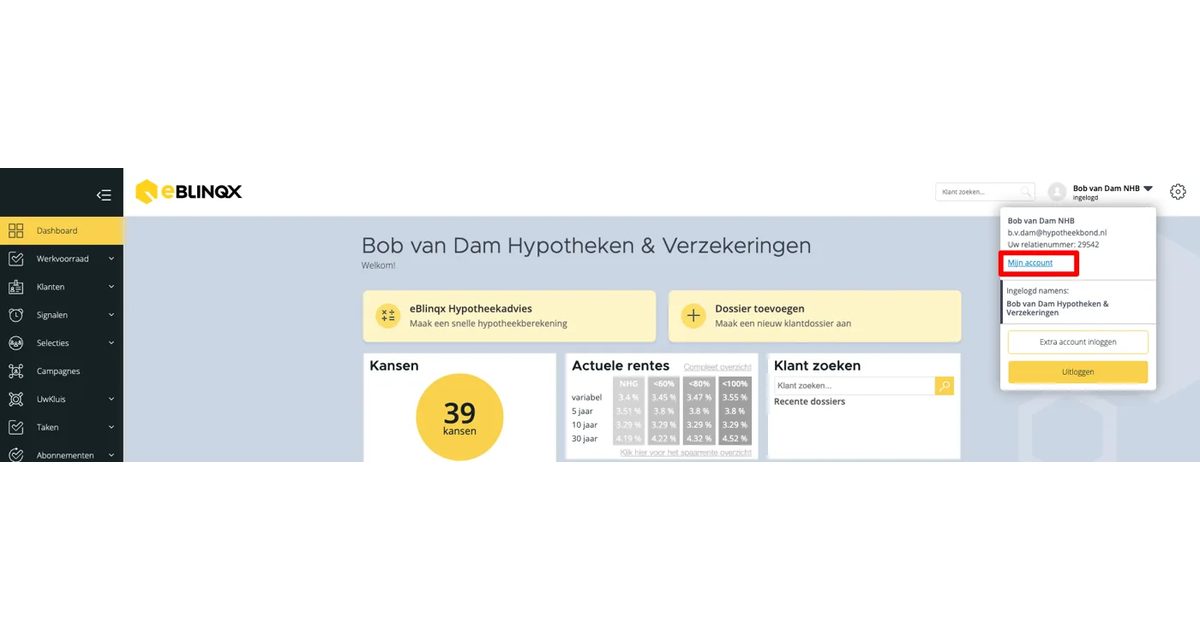 eBLINQX
Klant zoeken...
Bob van Dam NHB
ingelogd
Dashboard
Werkvoorraad
Klanten
Signalen
Selecties
Campagnes
UwKluis
Taken
Abonnementen
Bob van Dam Hypotheken & Verzekeringen
Welkom!
eBlinqx Hypotheekadvies
Maak een snelle hypotheekberekening
Dossier toevoegen
Maak een nieuw klantdossier aan
Kansen
39
kansen
Actuele rentes Compleet overzicht
NHG <60% <80% <100%
variabel 3.4 % 3.45 % 3.47 % 3.55 %
5 jaar 3.51 % 3.8 % 3.8 % 3.8 %
10 jaar 3.29 % 3.29 % 3.29 % 3.29 %
30 jaar 4.19 % 4.22 % 4.32 % 4.52 %
Klik hier voor het spaarrente overzicht
Klant zoeken
Klant zoeken...
Recente dossiers
Bob van Dam NHB
b.v.dam@hypotheekbond.nl
Uw relatienummer: 29542
Mijn account
Ingelogd namens:
Bob van Dam Hypotheken &
Verzekeringen
Extra account inloggen
Uitloggen